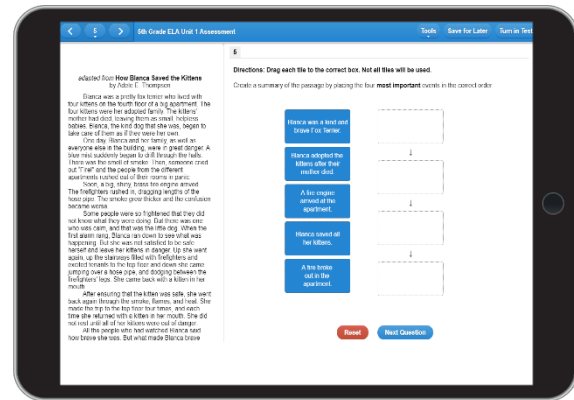 5
5th Grade ELA Unit 1 Assessment
Tools
Save for Later
Turn in Test
adapted from How Bianca Saved the Kittens
by Adele E. Thompson
Bianca was a pretty fox terrier who lived with
four kittens on the fourth floor of a big apartment. The
four kittens were her adopted family. The kittens'
mother had died, leaving them as small, helpless
babies. Bianca, the kind dog that she was, began to
take care of them as if they were her own.
One day, Bianca and her family, as well as
everyone else in the building, were in great danger. A
blue mist suddenly began to drift through the halls.
There was the smell of smoke. Then, someone cried
out "Fire!" and the people from the different
apartments rushed out of their rooms in panic.
Soon, a big, shiny, brass fire engine arrived.
The firefighters rushed in, dragging lengths of the
hose pipe. The smoke grew thicker and the confusion
became worse.
Some people were so frightened that they did
not know what they were doing. But there was one
who was calm, and that was the little dog. When the
first alarm rang, Bianca ran down to see what was
happening. But she was not satisfied to be safe
herself and leave her kittens in danger. Up she went
again, up the stairways filled with firefighters and
excited tenants to the top floor and down she came
jumping over a hose pipe, and dodging between the
firefighters' legs. She came back with a kitten in her
mouth.
After ensuring that the kitten was safe, she went
back again through the smoke, flames, and heat. She
made the trip to the top floor four times, and each
time she returned with a kitten in her mouth. She did
not rest until all of her kittens were out of danger.
All the people who had watched Bianca said
how brave she was. But what made Bianca brave
6
Directions: Drag each tile to the correct box. Not all tiles will be used.
Create a summary of the passage by placing the four most important events in the correct order
Bianca was a kind and
brave Fox Terrier.
Bianca adopted the
kittens after their
mother died.
A fire engine
arrived at the
apartment.
Bianca saved all
her kittens.
A fire broke
out in the
apartment.
Reset
Next Question